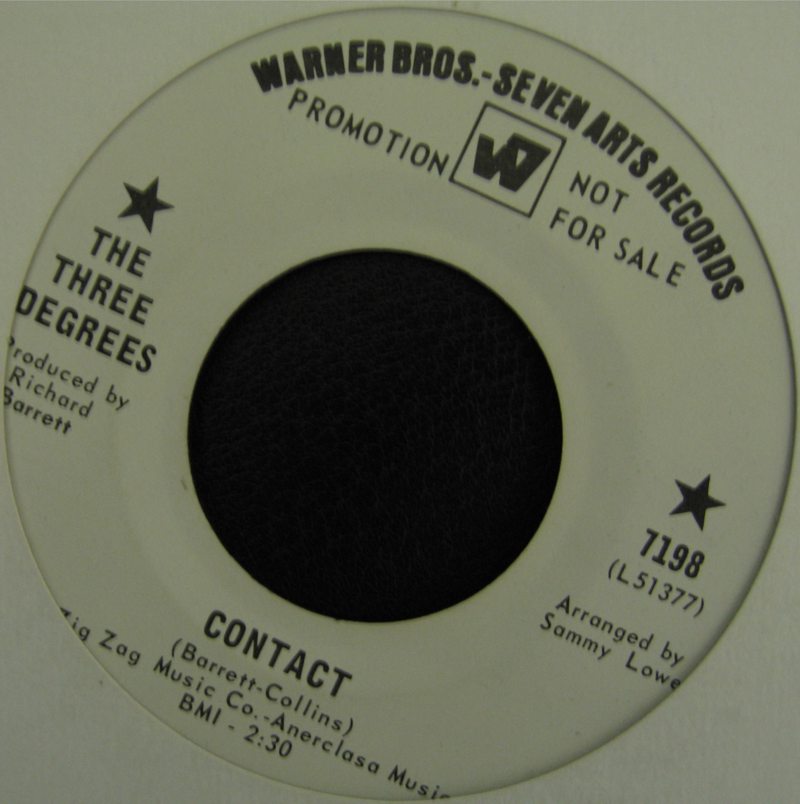 WARNER BROS.-SEVEN ARTS RECORDS
PROMOTION
W7
NOT
FOR SALE
THE
THREE
DEGREES
Produced by
Richard
Barrett
7198
(L51377)
Arranged by
Sammy Lowe
CONTACT
(Barrett-Collins)
Zig Zag Music Co.-Anerclasa Music
BMI - 2:30